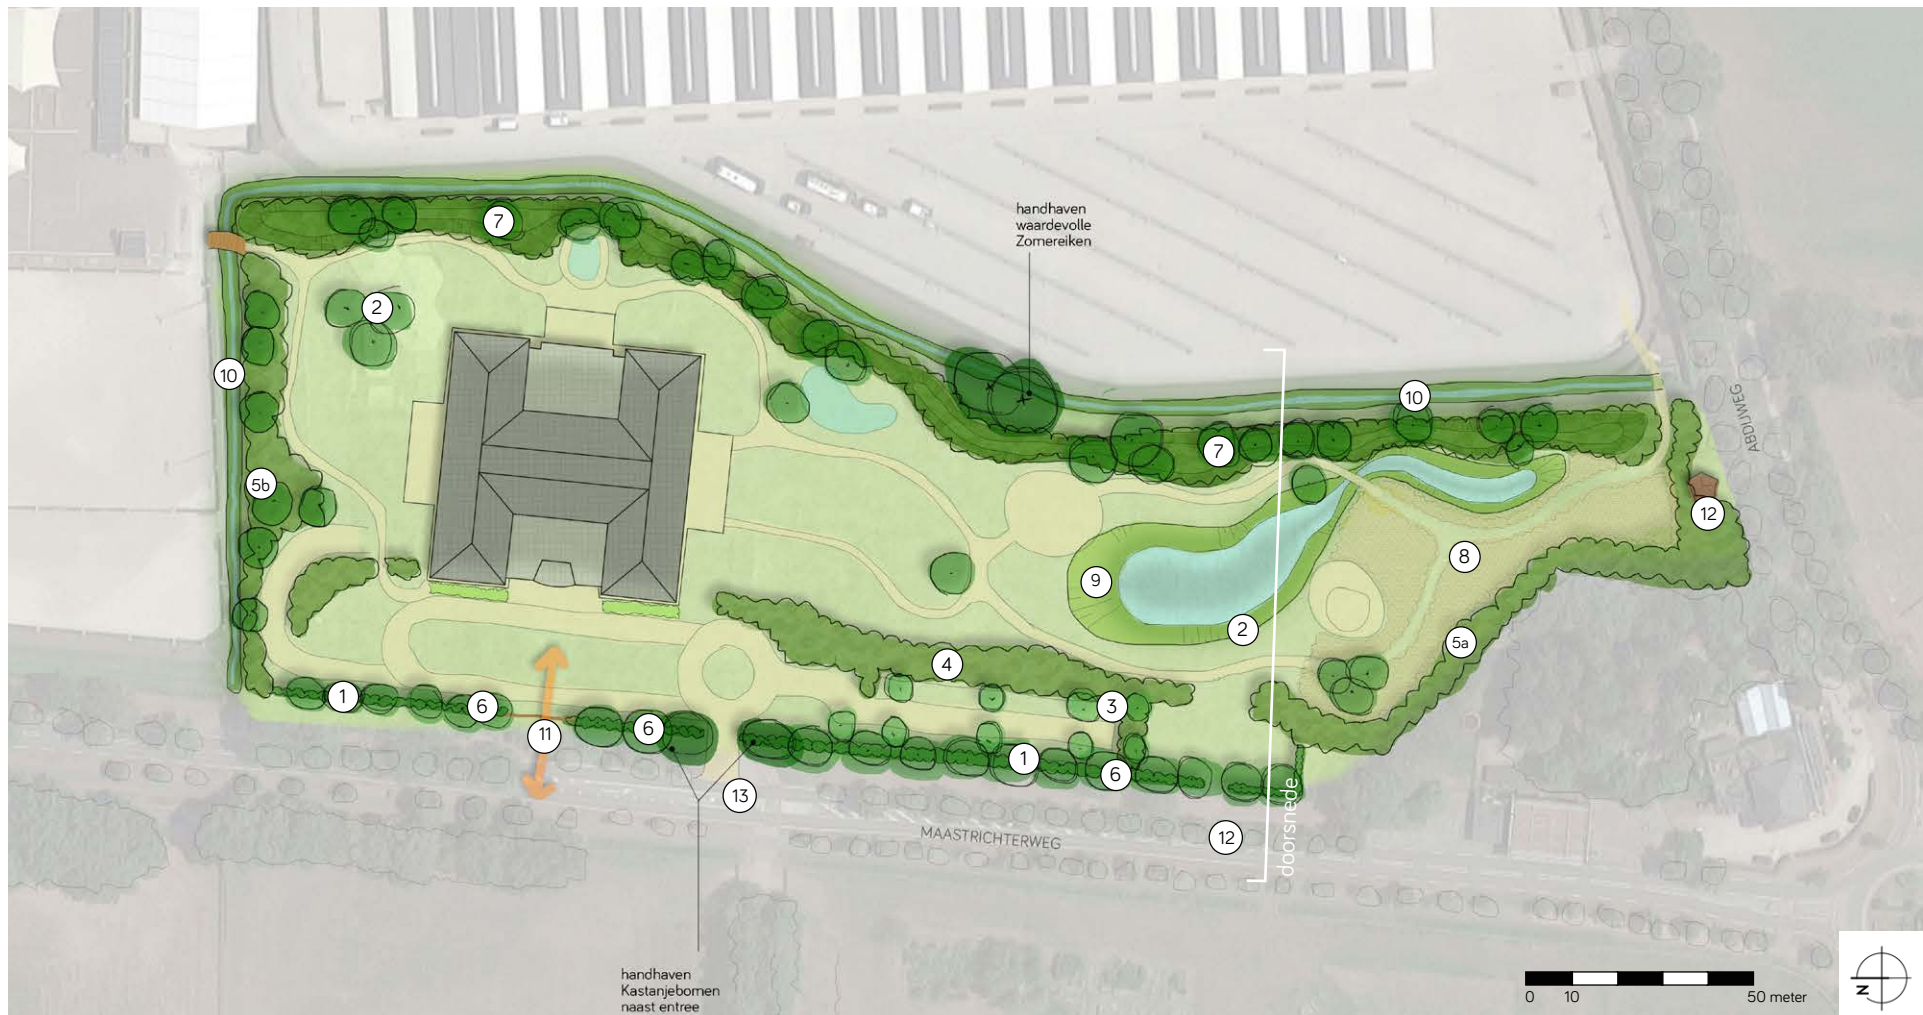 handhaven
waardevolle
Zomereiken
7
2
10
10
7
5b
12
8
9
2
5a
4
3
1
6
6
11
1
6
13
12
ABDIJWEG
MAASTRICHTERWEG
doorsnede
handhaven
Kastanjebomen
naast entree
0 10 50 meter
N